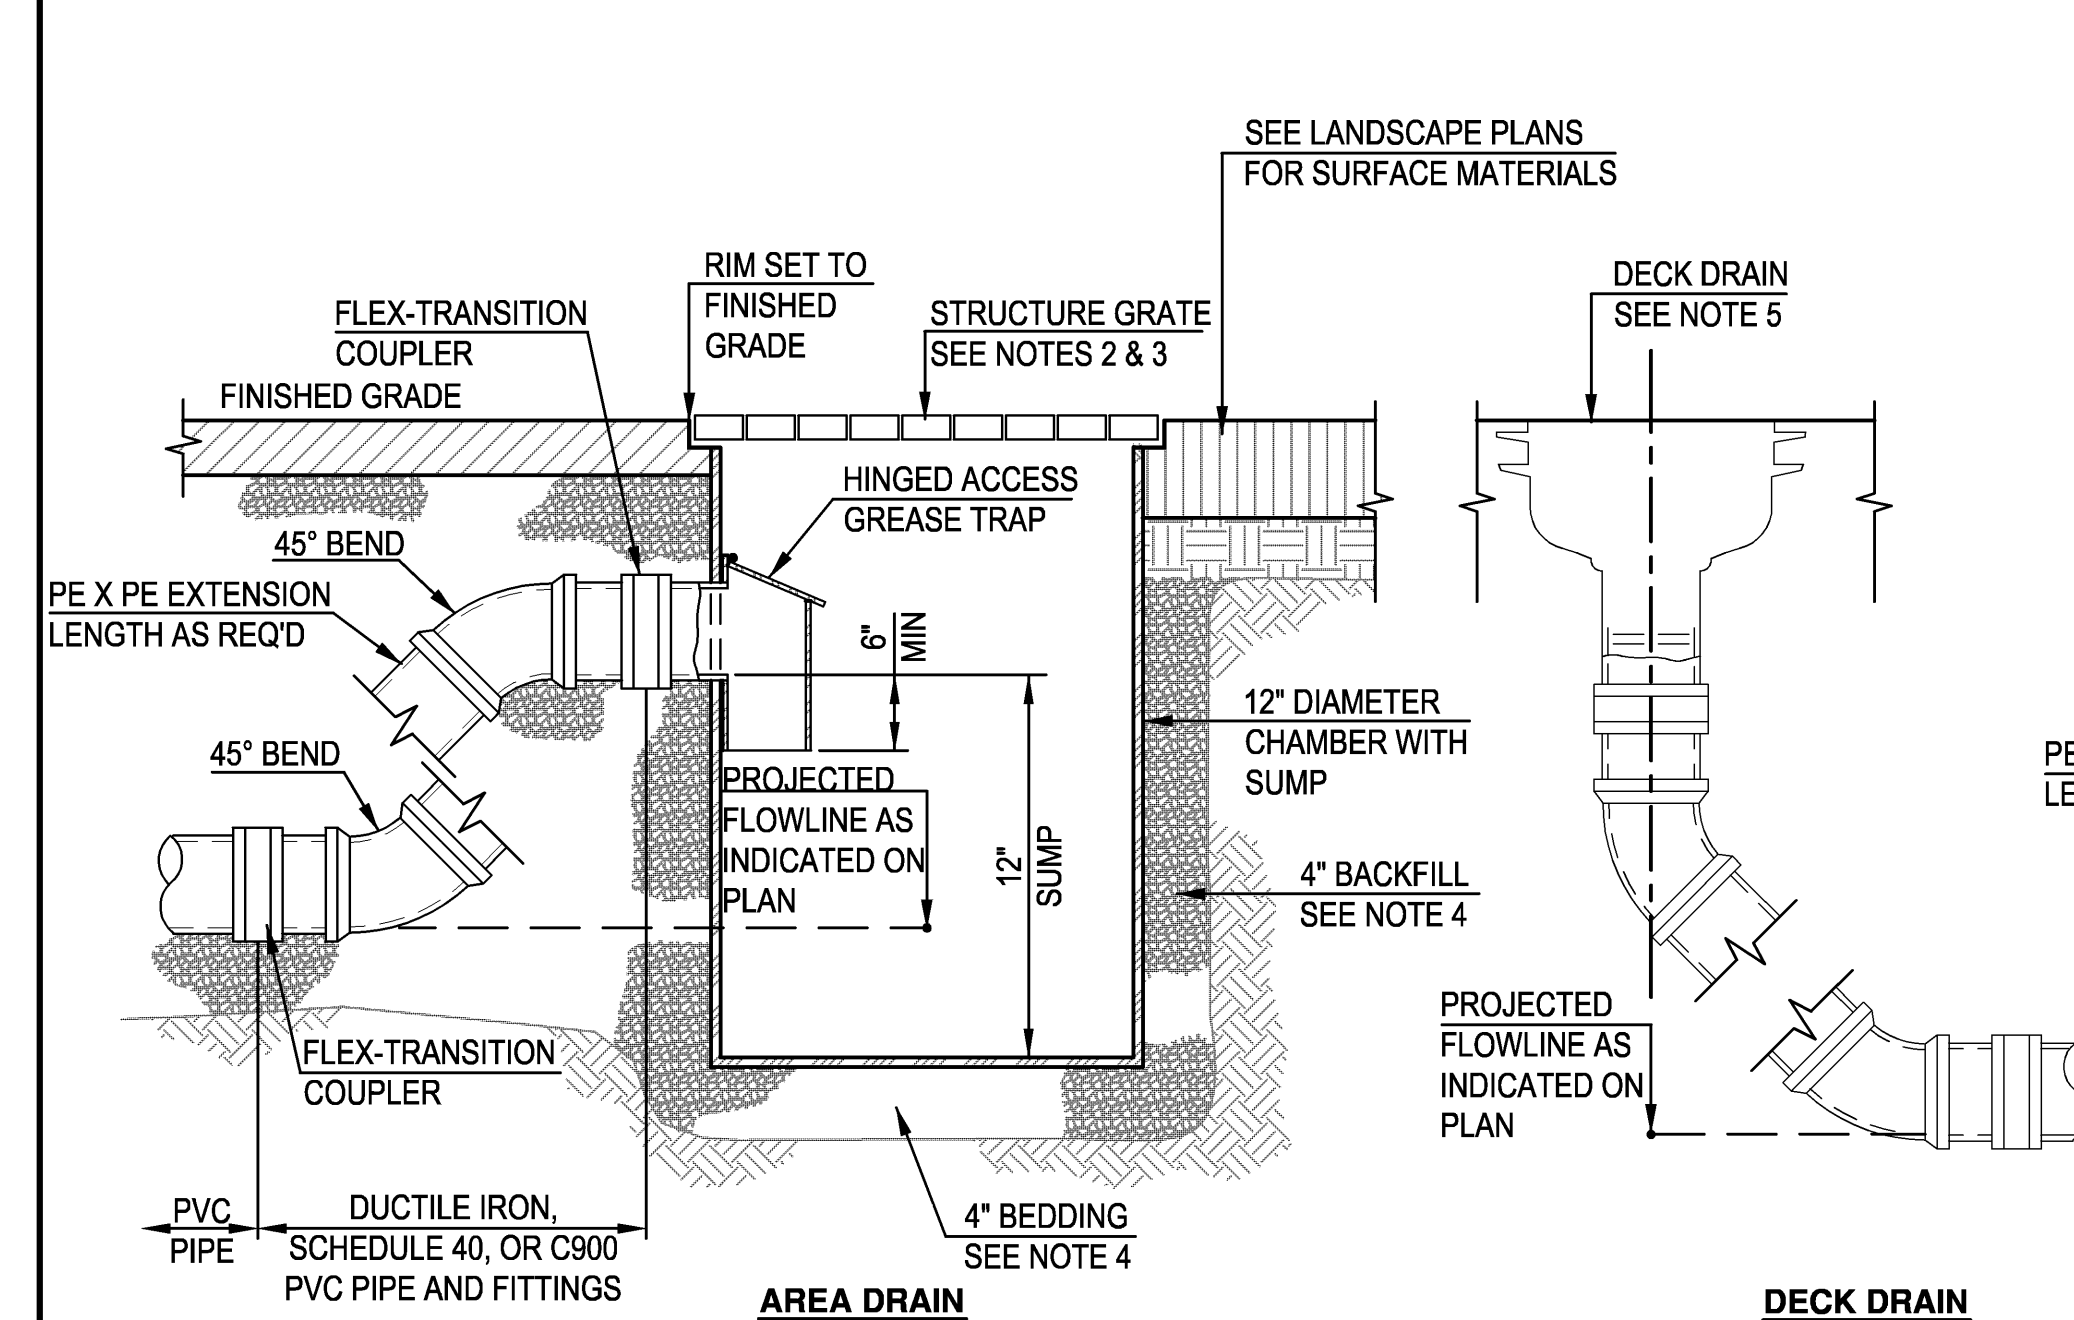 SEE LANDSCAPE PLANS
FOR SURFACE MATERIALS
RIM SET TO
FINISHED
GRADE
DECK DRAIN
SEE NOTE 5
FLEX-TRANSITION
COUPLER
STRUCTURE GRATE
SEE NOTES 2 & 3
FINISHED GRADE
HINGED ACCESS
GREASE TRAP
45° BEND
PE X PE EXTENSION
LENGTH AS REQ'D
6"
MIN
12" DIAMETER
CHAMBER WITH
SUMP
45° BEND
PROJECTED
FLOWLINE AS
INDICATED ON
PLAN
12"
SUMP
4" BACKFILL
SEE NOTE 4
PE
LE
PROJECTED
FLOWLINE AS
INDICATED ON
PLAN
FLEX-TRANSITION
COUPLER
PVC
PIPE
DUCTILE IRON,
SCHEDULE 40, OR C900
PVC PIPE AND FITTINGS
4" BEDDING
SEE NOTE 4
AREA DRAIN
DECK DRAIN